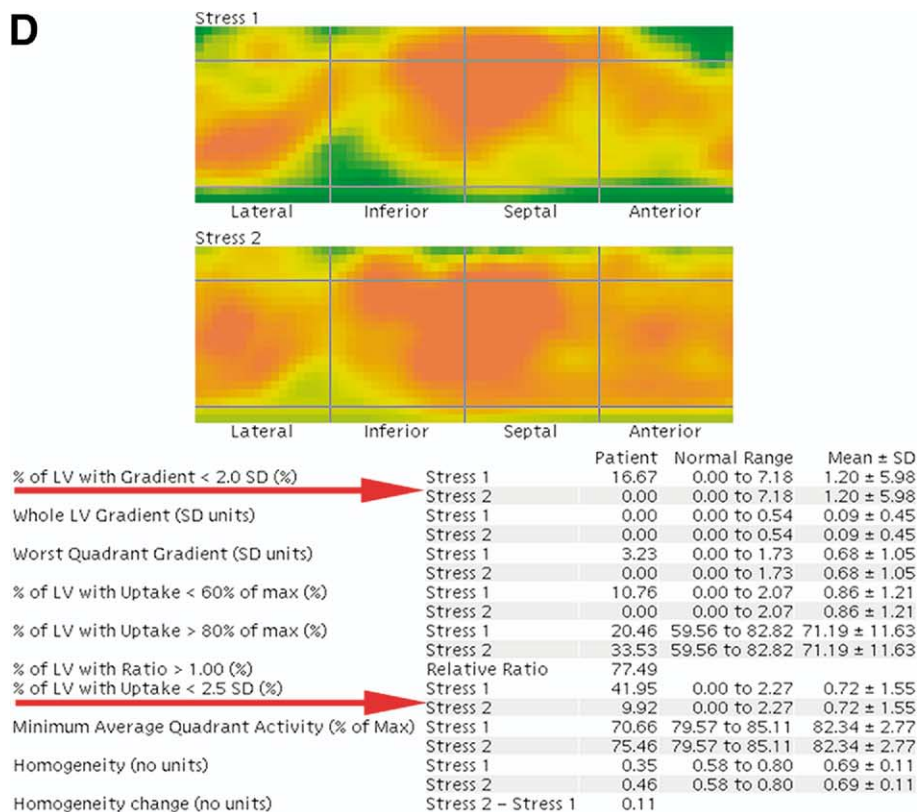 D
Stress 1
Lateral Inferior Septal Anterior
Stress 2
Lateral Inferior Septal Anterior
Patient Normal Range Mean ± SD
% of LV with Gradient < 2.0 SD (%) Stress 1 16.67 0.00 to 7.18 1.20 ± 5.98
Stress 2 0.00 0.00 to 7.18 1.20 ± 5.98
Whole LV Gradient (SD units) Stress 1 0.00 0.00 to 0.54 0.09 ± 0.45
Stress 2 0.00 0.00 to 0.54 0.09 ± 0.45
Worst Quadrant Gradient (SD units) Stress 1 3.23 0.00 to 1.73 0.68 ± 1.05
Stress 2 0.00 0.00 to 1.73 0.68 ± 1.05
% of LV with Uptake < 60% of max (%) Stress 1 10.76 0.00 to 2.07 0.86 ± 1.21
Stress 2 0.00 0.00 to 2.07 0.86 ± 1.21
% of LV with Uptake > 80% of max (%) Stress 1 20.46 59.56 to 82.82 71.19 ± 11.63
Stress 2 33.53 59.56 to 82.82 71.19 ± 11.63
% of LV with Ratio > 1.00 (%) Relative Ratio 77.49
% of LV with Uptake < 2.5 SD (%) Stress 1 41.95 0.00 to 2.27 0.72 ± 1.55
Stress 2 9.92 0.00 to 2.27 0.72 ± 1.55
Minimum Average Quadrant Activity (% of Max) Stress 1 70.66 79.57 to 85.11 82.34 ± 2.77
Stress 2 75.46 79.57 to 85.11 82.34 ± 2.77
Homogeneity (no units) Stress 1 0.35 0.58 to 0.80 0.69 ± 0.11
Stress 2 0.46 0.58 to 0.80 0.69 ± 0.11
Homogeneity change (no units) Stress 2 – Stress 1 0.11